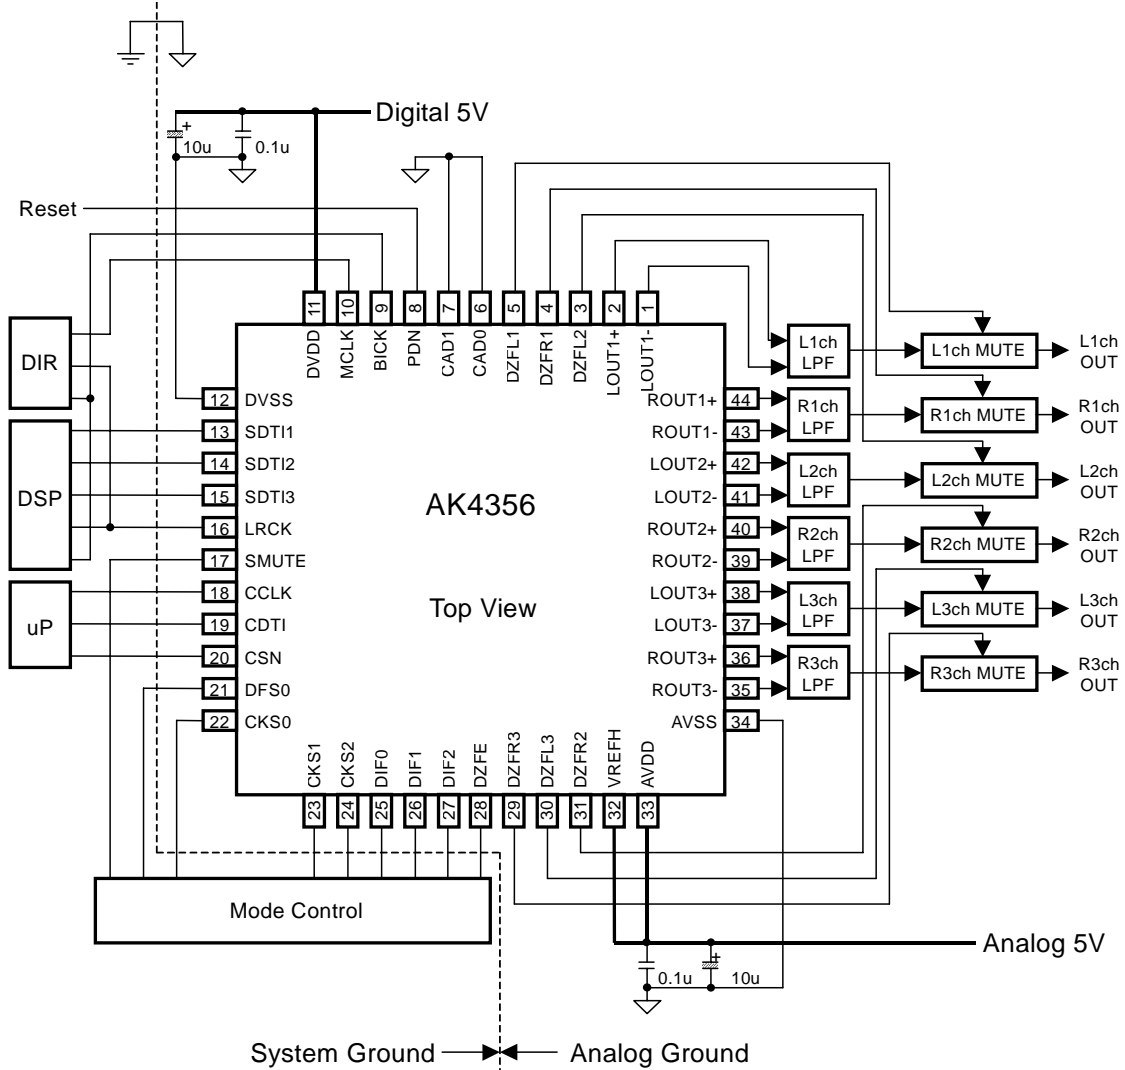 Digital 5V
+
10u
0.1u
Reset
11
10
9
8
7
6
5
4
3
2
1
DVDD
MCLK
BICK
PDN
CAD1
CAD0
DZFL1
DZFR1
DZFL2
LOUT1+
LOUT1-
DIR
DSP
uP
12 DVSS
13 SDTI1
14 SDTI2
15 SDTI3
16 LRCK
17 SMUTE
18 CCLK
19 CDTI
20 CSN
21 DFS0
22 CKS0
AK4356
Top View
ROUT1+ 44
ROUT1- 43
LOUT2+ 42
LOUT2- 41
ROUT2+ 40
ROUT2- 39
LOUT3+ 38
LOUT3- 37
ROUT3+ 36
ROUT3- 35
AVSS 34
L1ch
LPF
L1ch MUTE
L1ch
OUT
R1ch
LPF
R1ch MUTE
R1ch
OUT
L2ch
LPF
L2ch MUTE
L2ch
OUT
R2ch
LPF
R2ch MUTE
R2ch
OUT
L3ch
LPF
L3ch MUTE
L3ch
OUT
R3ch
LPF
R3ch MUTE
R3ch
OUT
CKS1
CKS2
DIF0
DIF1
DIF2
DZFE
DZFR3
DZFL3
DZFR2
VREFH
AVDD
23
24
25
26
27
28
29
30
31
32
33
Mode Control
Analog 5V
0.1u
+
10u
System Ground
Analog Ground